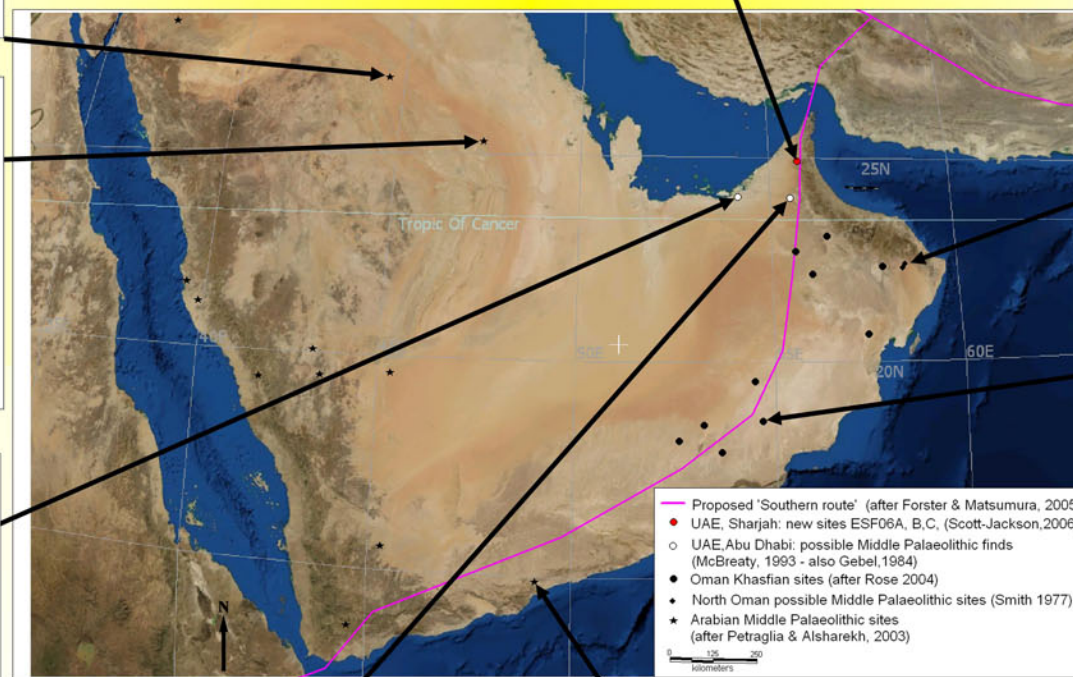 25N
Tropic Of Cancer
50E
60E
20N
N
Proposed 'Southern route' (after Forster & Matsumura, 2005
UAE, Sharjah: new sites ESF06A, B,C, (Scott-Jackson,2006
UAE,Abu Dhabi: possible Middle Palaeolithic finds
(McBreaty, 1993 - also Gebel,1984)
Oman Khasfian sites (after Rose 2004)
North Oman possible Middle Palaeolithic sites (Smith 1977)
Arabian Middle Palaeolithic sites
(after Petraglia & Alsharekh, 2003)
0 125 250
kilometers